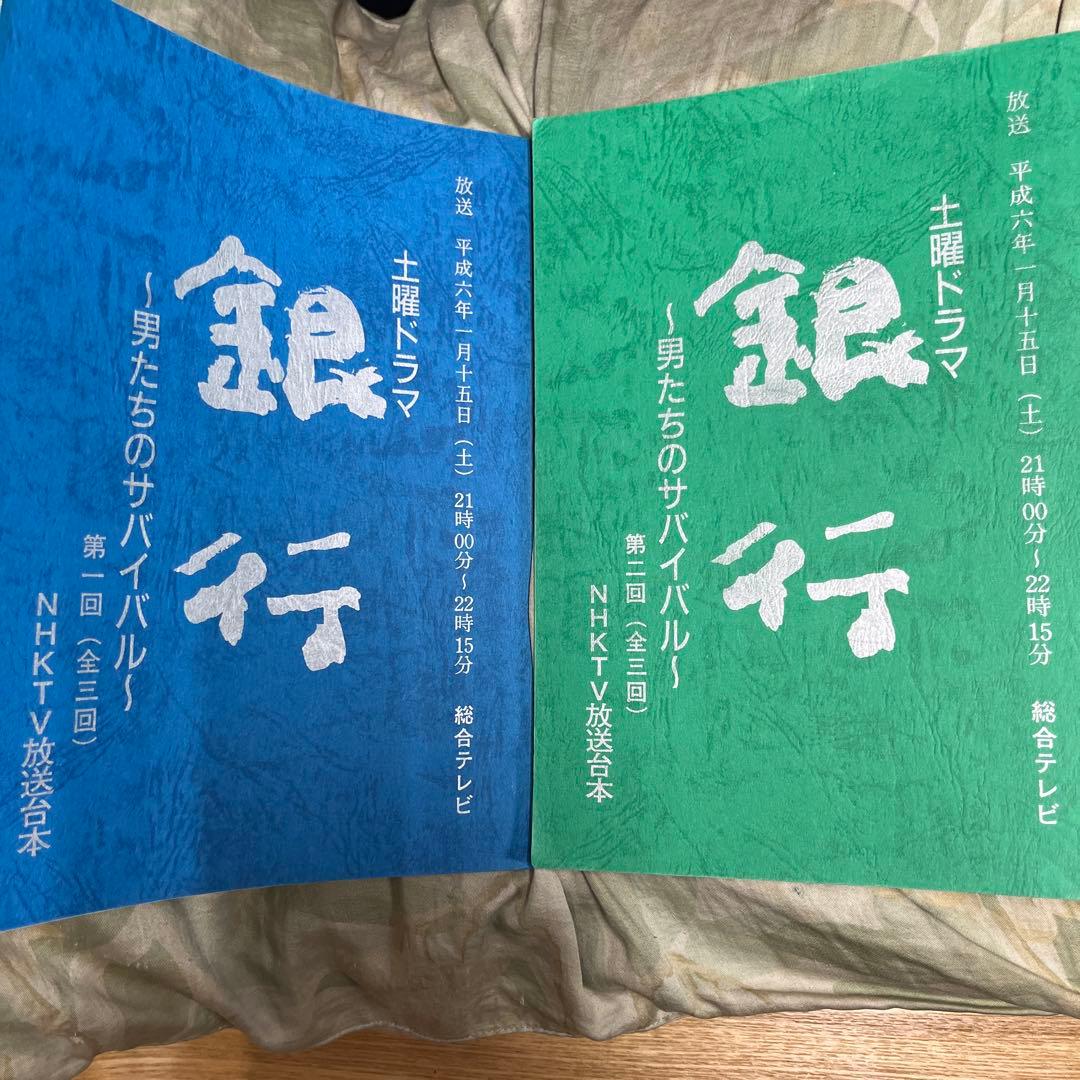 放送 平成六年一月十五日（土）21時00分～22時15分 総合テレビ
土曜ドラマ
銀行
～男たちのサバイバル～
第一回（全三回）
NHKTV放送台本
放送 平成六年一月十五日（土）21時00分～22時15分 総合テレビ
土曜ドラマ
銀行
～男たちのサバイバル～
第二回（全三回）
NHKTV放送台本